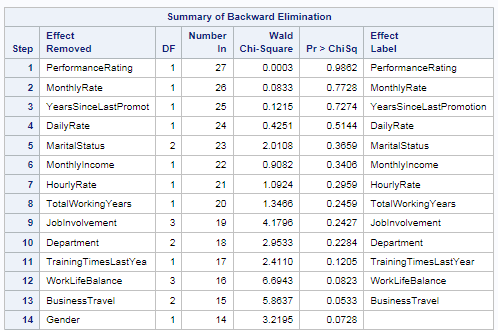 Summary of Backward Elimination
Step Effect Removed DF Number In Wald Chi-Square Pr > ChiSq Effect Label
1 PerformanceRating 1 27 0.0003 0.9862 PerformanceRating
2 MonthlyRate 1 26 0.0833 0.7728 MonthlyRate
3 YearsSinceLastPromot 1 25 0.1215 0.7274 YearsSinceLastPromotion
4 DailyRate 1 24 0.4251 0.5144 DailyRate
5 MaritalStatus 2 23 2.0108 0.3659 MaritalStatus
6 MonthlyIncome 1 22 0.9082 0.3406 MonthlyIncome
7 HourlyRate 1 21 1.0924 0.2959 HourlyRate
8 TotalWorkingYears 1 20 1.3466 0.2459 TotalWorkingYears
9 JobInvolvement 3 19 4.1796 0.2427 JobInvolvement
10 Department 2 18 2.9533 0.2284 Department
11 TrainingTimesLastYea 1 17 2.4110 0.1205 TrainingTimesLastYear
12 WorkLifeBalance 3 16 6.6943 0.0823 WorkLifeBalance
13 BusinessTravel 2 15 5.8637 0.0533 BusinessTravel
14 Gender 1 14 3.2195 0.0728